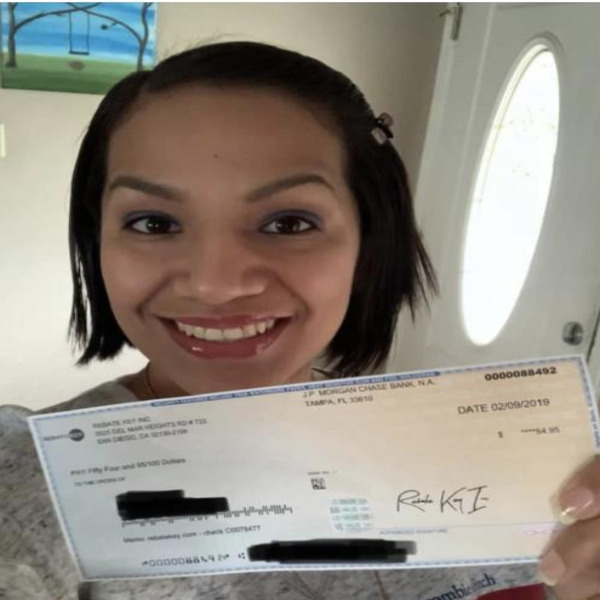 J.P. MORGAN CHASE BANK, N.A.
TAMPA, FL 33610
0000088492
REBATE KEY INC
3525 DEL MAR HEIGHTS RD # 722
SAN DIEGO, CA 92130-2199
DATE 02/09/2019
$ ****54.95
PAY: Fifty Four and 95/100 Dollars
TO THE ORDER OF
Rebate Key Inc
AUTHORIZED SIGNATURE
Memo: rebatekey.com - check C0078477